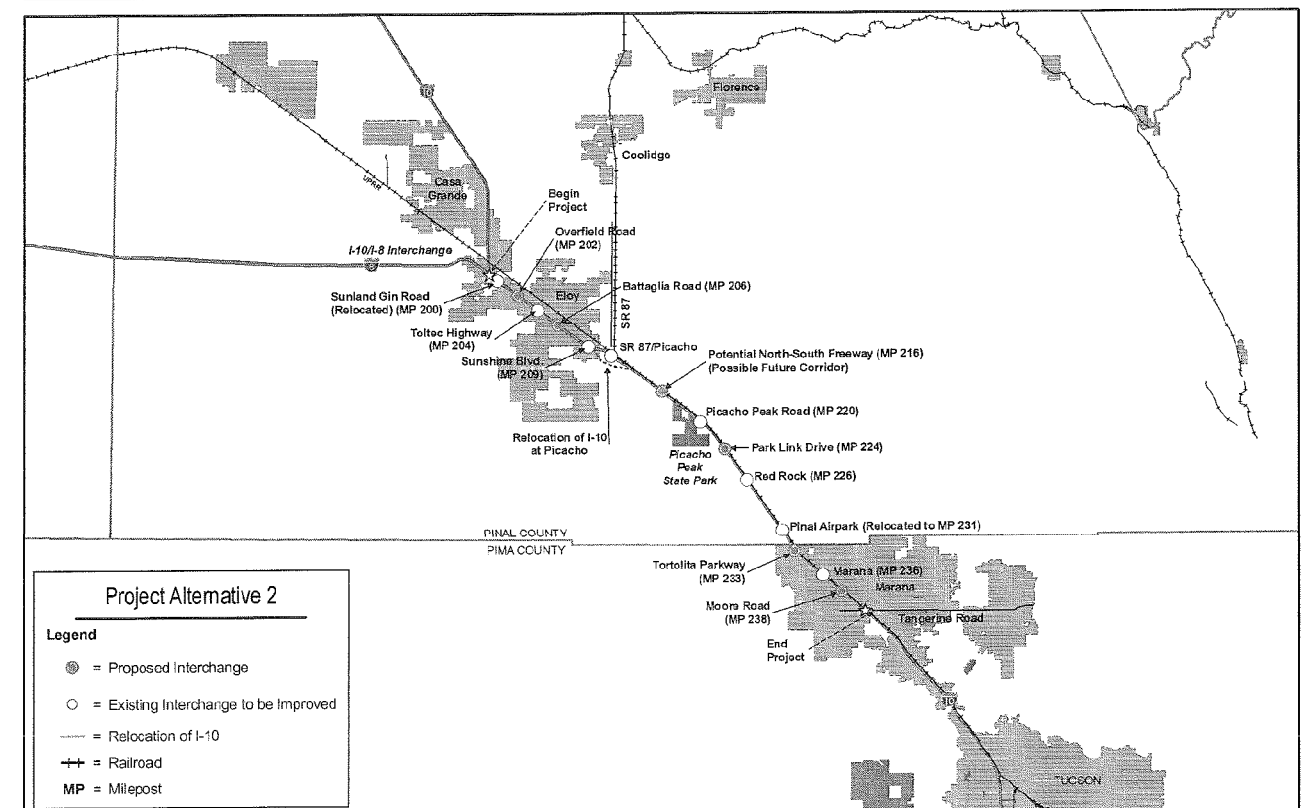 Florence
10
Coolidge
UPRR
Casa
Grande
Begin
Project
Overfield Road
(MP 202)
I-10/I-8 Interchange
8
Sunland Gin Road
(Relocated) (MP 200)
Eloy
Battaglia Road (MP 206)
SR 87
Toltec Highway
(MP 204)
SR 87/Picacho
Sunshine Blvd.
(MP 209)
Potential North-South Freeway (MP 216)
(Possible Future Corridor)
Picacho Peak Road (MP 220)
Relocation of I-10
at Picacho
Picacho
Peak
State Park
Park Link Drive (MP 224)
Red Rock (MP 226)
Pinal Airpark (Relocated to MP 231)
PINAL COUNTY
PIMA COUNTY
Tortolita Parkway
(MP 233)
Marana (MP 236)
Marana
Moore Road
(MP 238)
Tangerine Road
End
Project
10
TUCSON
Project Alternative 2
Legend
= Proposed Interchange
= Existing Interchange to be Improved
= Relocation of I-10
= Railroad
MP = Milepost